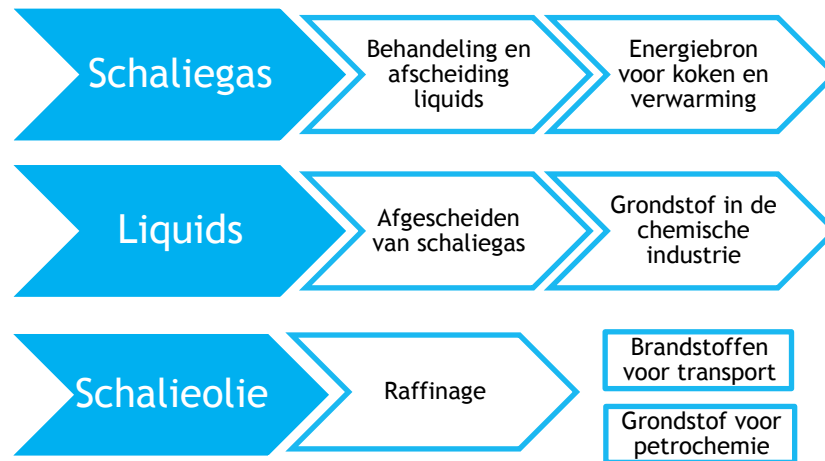 Schaliegas
Behandeling en
afscheiding
liquids
Energiebron
voor koken en
verwarming
Liquids
Afgescheiden
van schaliegas
Grondstof in de
chemische
industrie
Schalieolie
Raffinage
Brandstoffen
voor transport
Grondstof voor
petrochemie